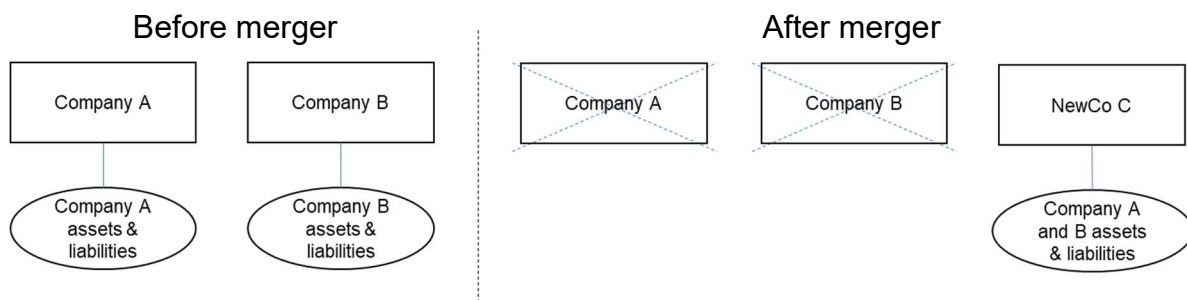 Before merger
After merger
Company A
Company B
Company A
Company B
NewCo C
Company A
assets &
liabilities
Company B
assets &
liabilities
Company A
and B assets
& liabilities